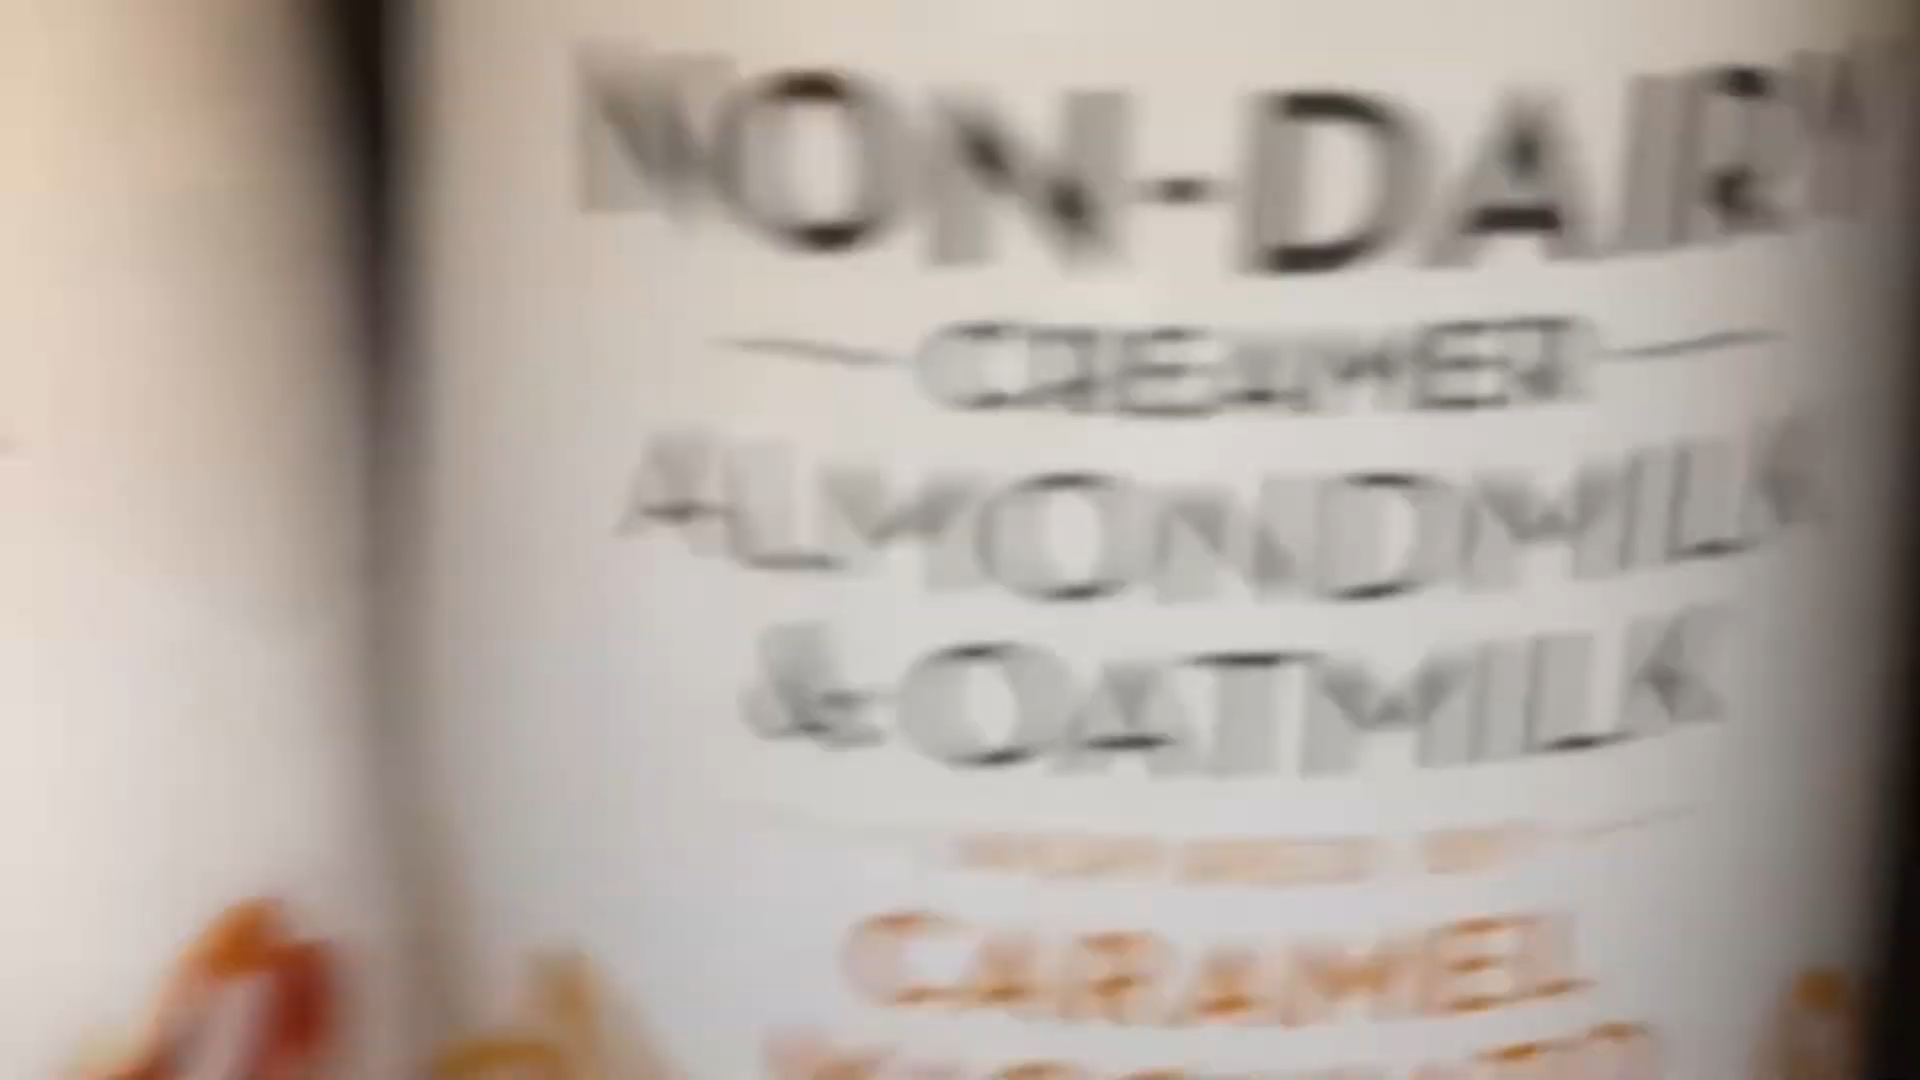 NON-DAIRY
CREAMER
ALMONDMILK
& OATMILK
CARAMEL